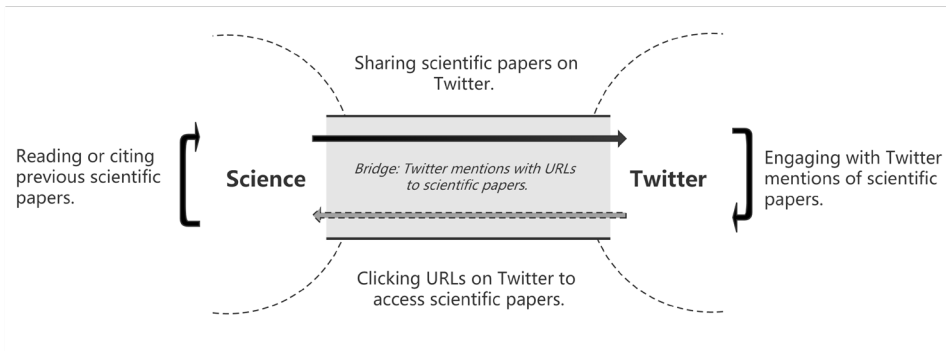 Sharing scientific papers on
Twitter.
Reading or citing
previous scientific
papers.
Science
Bridge: Twitter mentions with URLs
to scientific papers.
Twitter
Engaging with Twitter
mentions of scientific
papers.
Clicking URLs on Twitter to
access scientific papers.